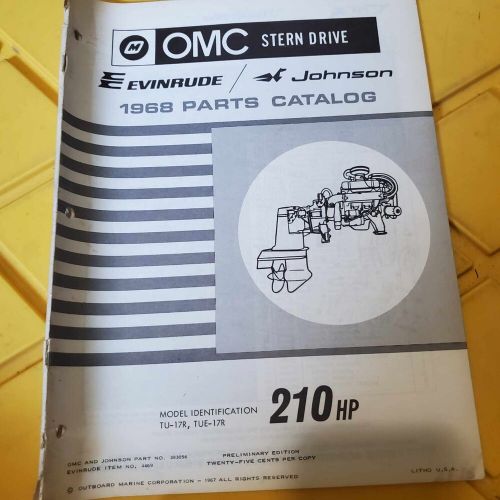 M OMC STERN DRIVE
EVINRUDE / Johnson
1968 PARTS CATALOG
MODEL IDENTIFICATION
TU-17R, TUE-17R
210 HP
OMC AND JOHNSON PART NO. 383056
EVINRUDE ITEM NO.
PRELIMINARY EDITION
TWENTY-FIVE CENTS PER COPY
LITHO U.S.A.
© OUTBOARD MARINE CORPORATION - 1967 ALL RIGHTS RESERVED